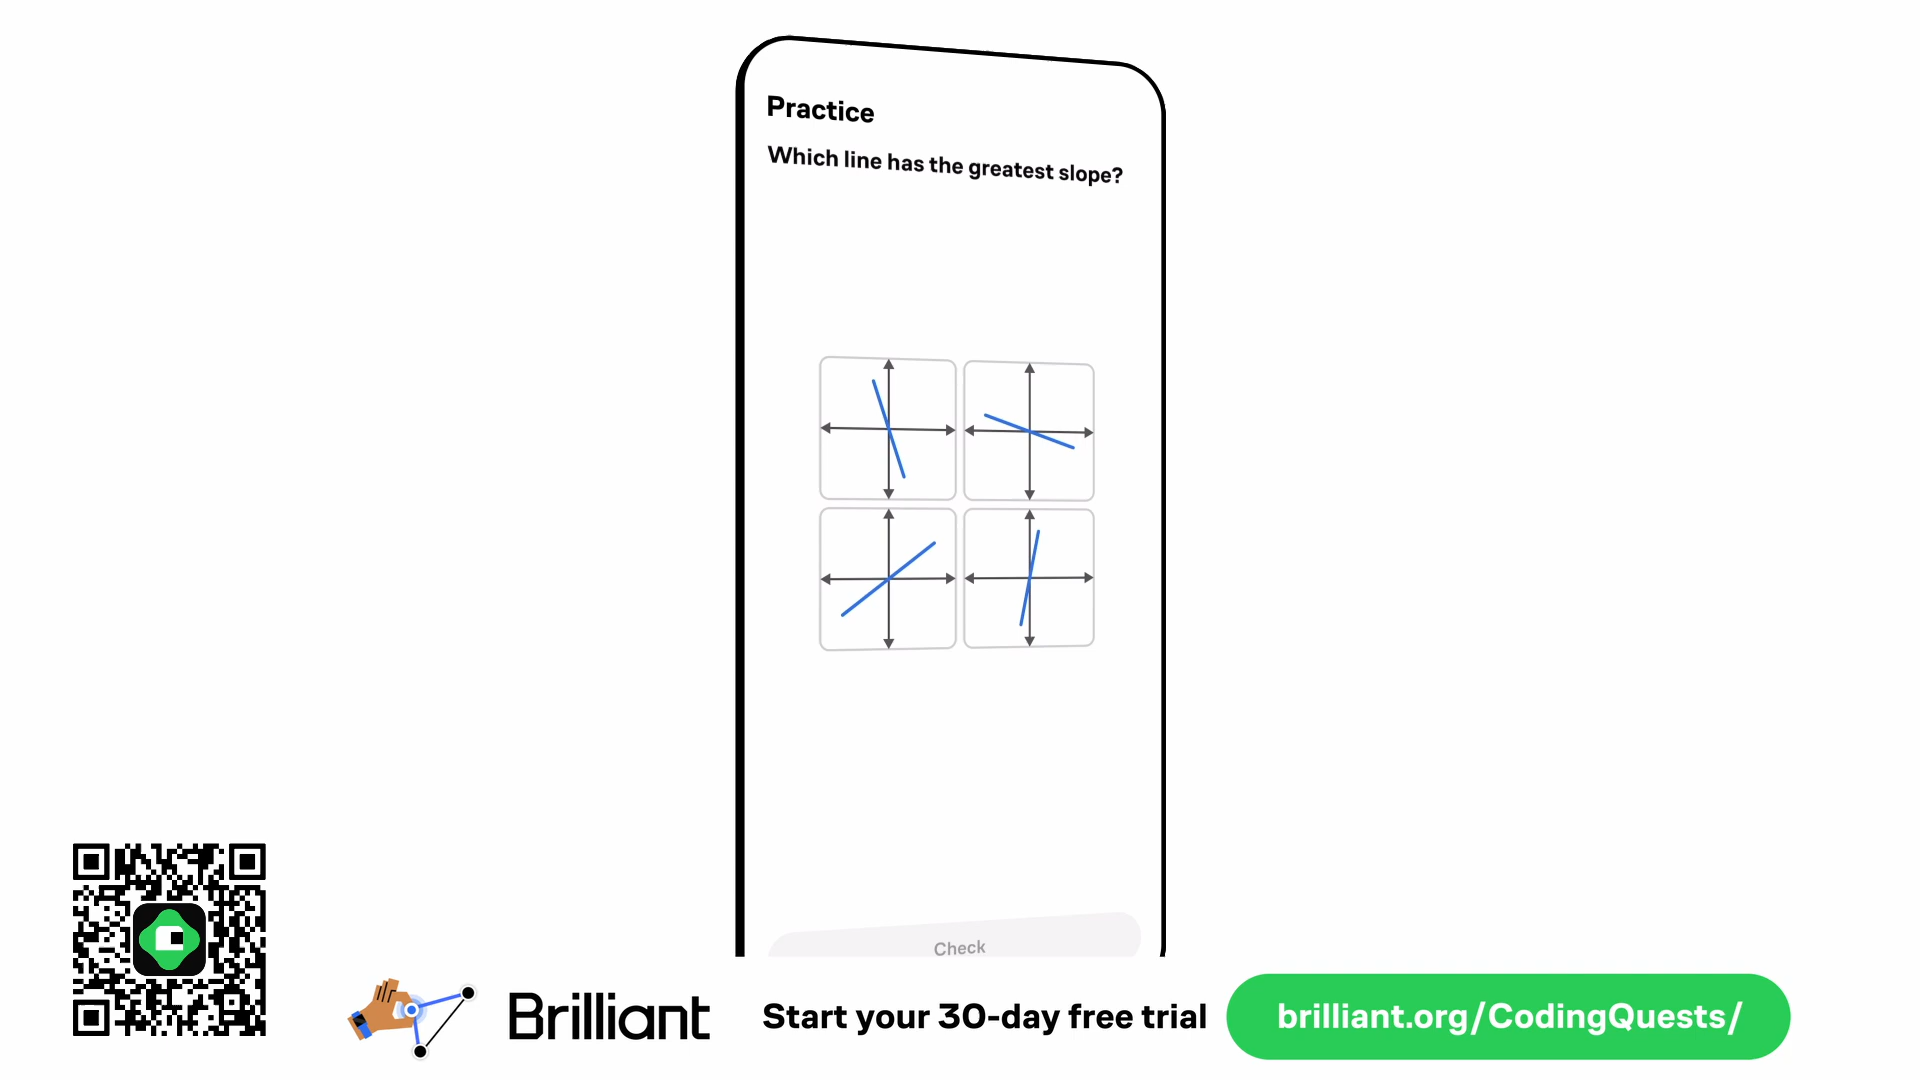 Practice
Which line has the greatest slope?
Check
Brilliant
Start your 30-day free trial
brilliant.org/CodingQuests/